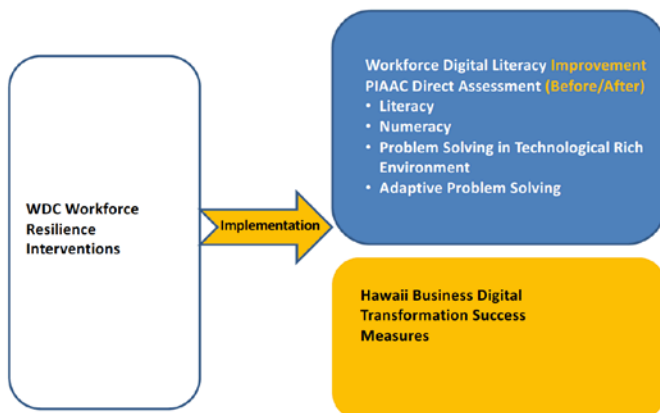 WDC Workforce
Resilience
Interventions
Implementation
Workforce Digital Literacy Improvement
PIAAC Direct Assessment (Before/After)
• Literacy
• Numeracy
• Problem Solving in Technological Rich
Environment
• Adaptive Problem Solving
Hawaii Business Digital
Transformation Success
Measures